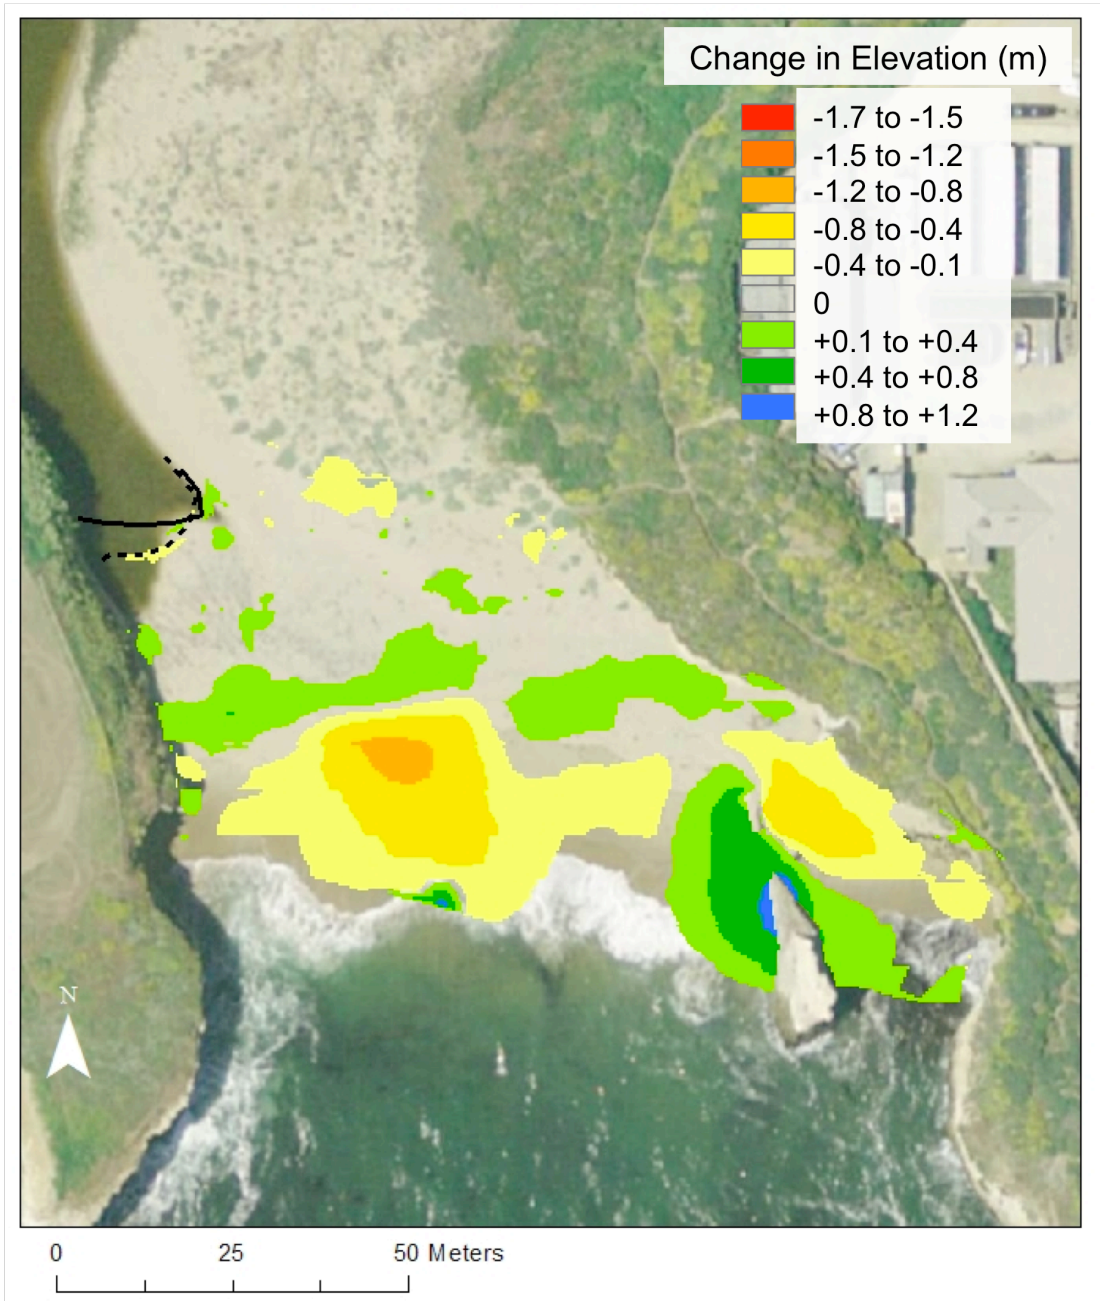 Change in Elevation (m)
-1.7 to -1.5
-1.5 to -1.2
-1.2 to -0.8
-0.8 to -0.4
-0.4 to -0.1
0
+0.1 to +0.4
+0.4 to +0.8
+0.8 to +1.2
N
0 25 50 Meters